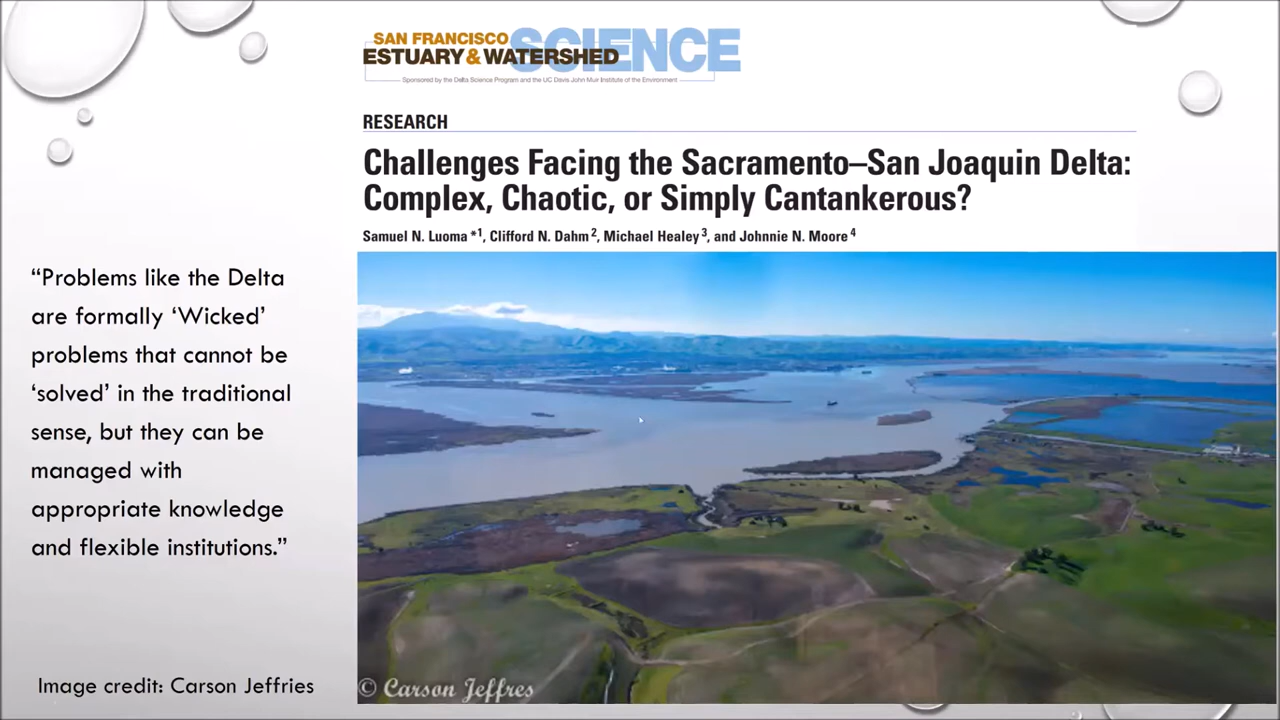 SAN FRANCISCO
ESTUARY & WATERSHED SCIENCE
Sponsored by the Delta Science Program and the UC Davis John Muir Institute of the Environment
RESEARCH
Challenges Facing the Sacramento–San Joaquin Delta:
Complex, Chaotic, or Simply Cantankerous?
Samuel N. Luoma *1, Clifford N. Dahm 2, Michael Healey 3, and Johnnie N. Moore 4
“Problems like the Delta
are formally ‘Wicked’
problems that cannot be
‘solved’ in the traditional
sense, but they can be
managed with
appropriate knowledge
and flexible institutions.”
Image credit: Carson Jeffries
© Carson Jeffres